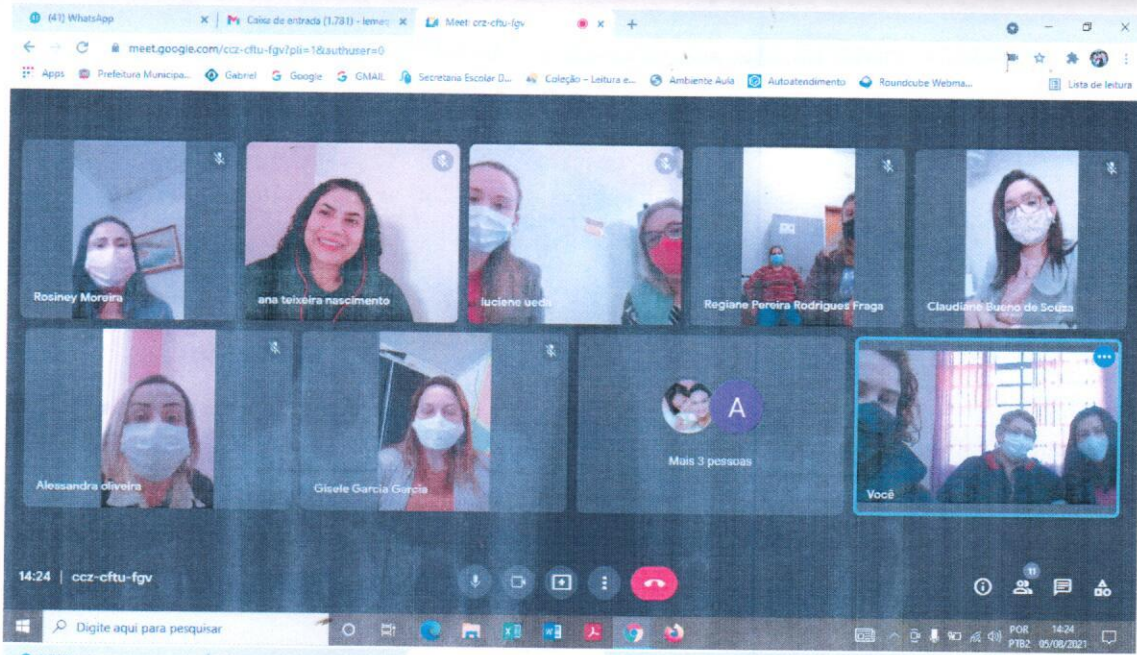 (41) WhatsApp
Caixa de entrada (1.781) - lemes
Meet: ccz-cftu-fgv
meet.google.com/ccz-cftu-fgv?pli=1&authuser=0
Apps
Prefeitura Municipa...
Gabriel
Google
GMAIL
Secretaria Escolar D...
Coleção – Leitura e...
Ambiente Aula
Autoatendimento
Roundcube Webma...
Lista de leitura
Rosiney Moreira
ana teixeira nascimento
luciene ueda
Regiane Pereira Rodrigues Fraga
Claudiane Bueno de Souza
Alessandra oliveira
Gisele Garcia Garcia
A
Mais 3 pessoas
Você
14:24 | ccz-cftu-fgv
11
Digite aqui para pesquisar
POR
PTB2
14:24
05/08/2021